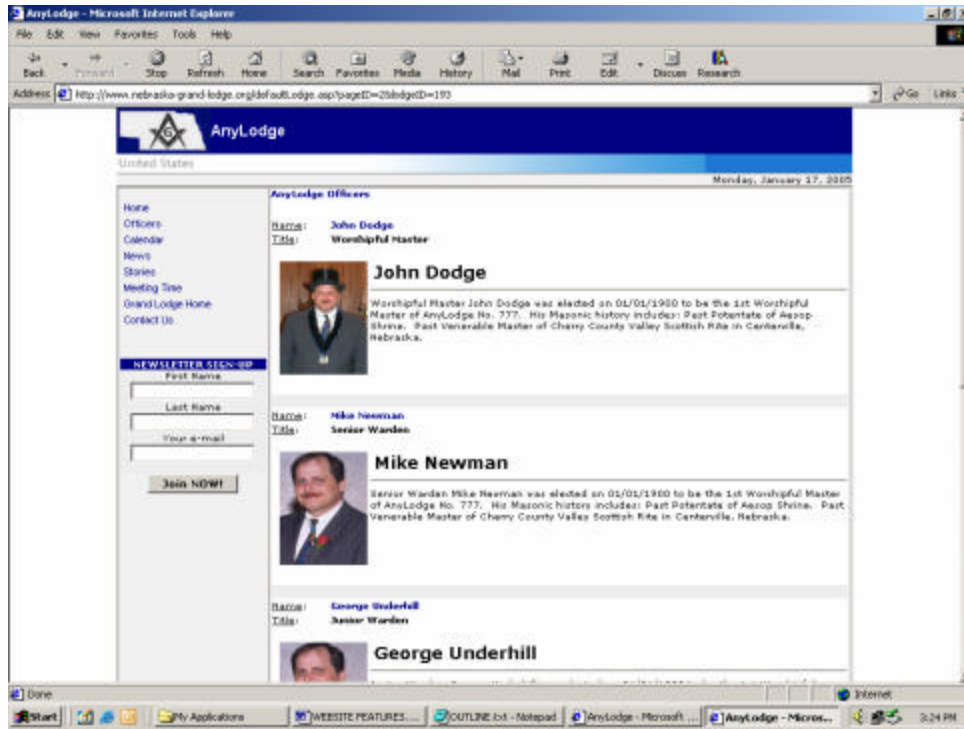 AnyLodge - Microsoft Internet Explorer
File Edit View Favorites Tools Help
Back Forward Stop Refresh Home Search Favorites Media History Mail Print Edit Discuss Research
Address http://www.nebraska-grand-lodge.org/defaultLodge.asp?pageID=2&lodgeID=193 Go Links
G
AnyLodge
United States
Monday, January 17, 2005
Home
Officers
Calendar
News
Stories
Meeting Time
Grand Lodge Home
Contact Us
NEWSLETTER SIGN-UP
First Name
Last Name
Your e-mail
Join NOW!
AnyLodge Officers
Name: John Dodge
Title: Worshipful Master
John Dodge
Worshipful Master John Dodge was elected on 01/01/1900 to be the 1st Worshipful
Master of AnyLodge No. 777. His Masonic history includes: Past Potentate of Aesop
Shrine. Past Venerable Master of Cherry County Valley Scottish Rite in Centerville,
Nebraska.
Name: Mike Newman
Title: Senior Warden
Mike Newman
Senior Warden Mike Newman was elected on 01/01/1900 to be the 1st Worshipful Master
of AnyLodge No. 777. His Masonic history includes: Past Potentate of Aesop Shrine. Past
Venerable Master of Cherry County Valley Scottish Rite in Centerville, Nebraska.
Name: George Underhill
Title: Junior Warden
George Underhill
Done Internet
Start My Applications WEBSITE FEATURES.... OUTLINE.txt - Notepad AnyLodge - Microsoft ... AnyLodge - Micros... 3:24 PM